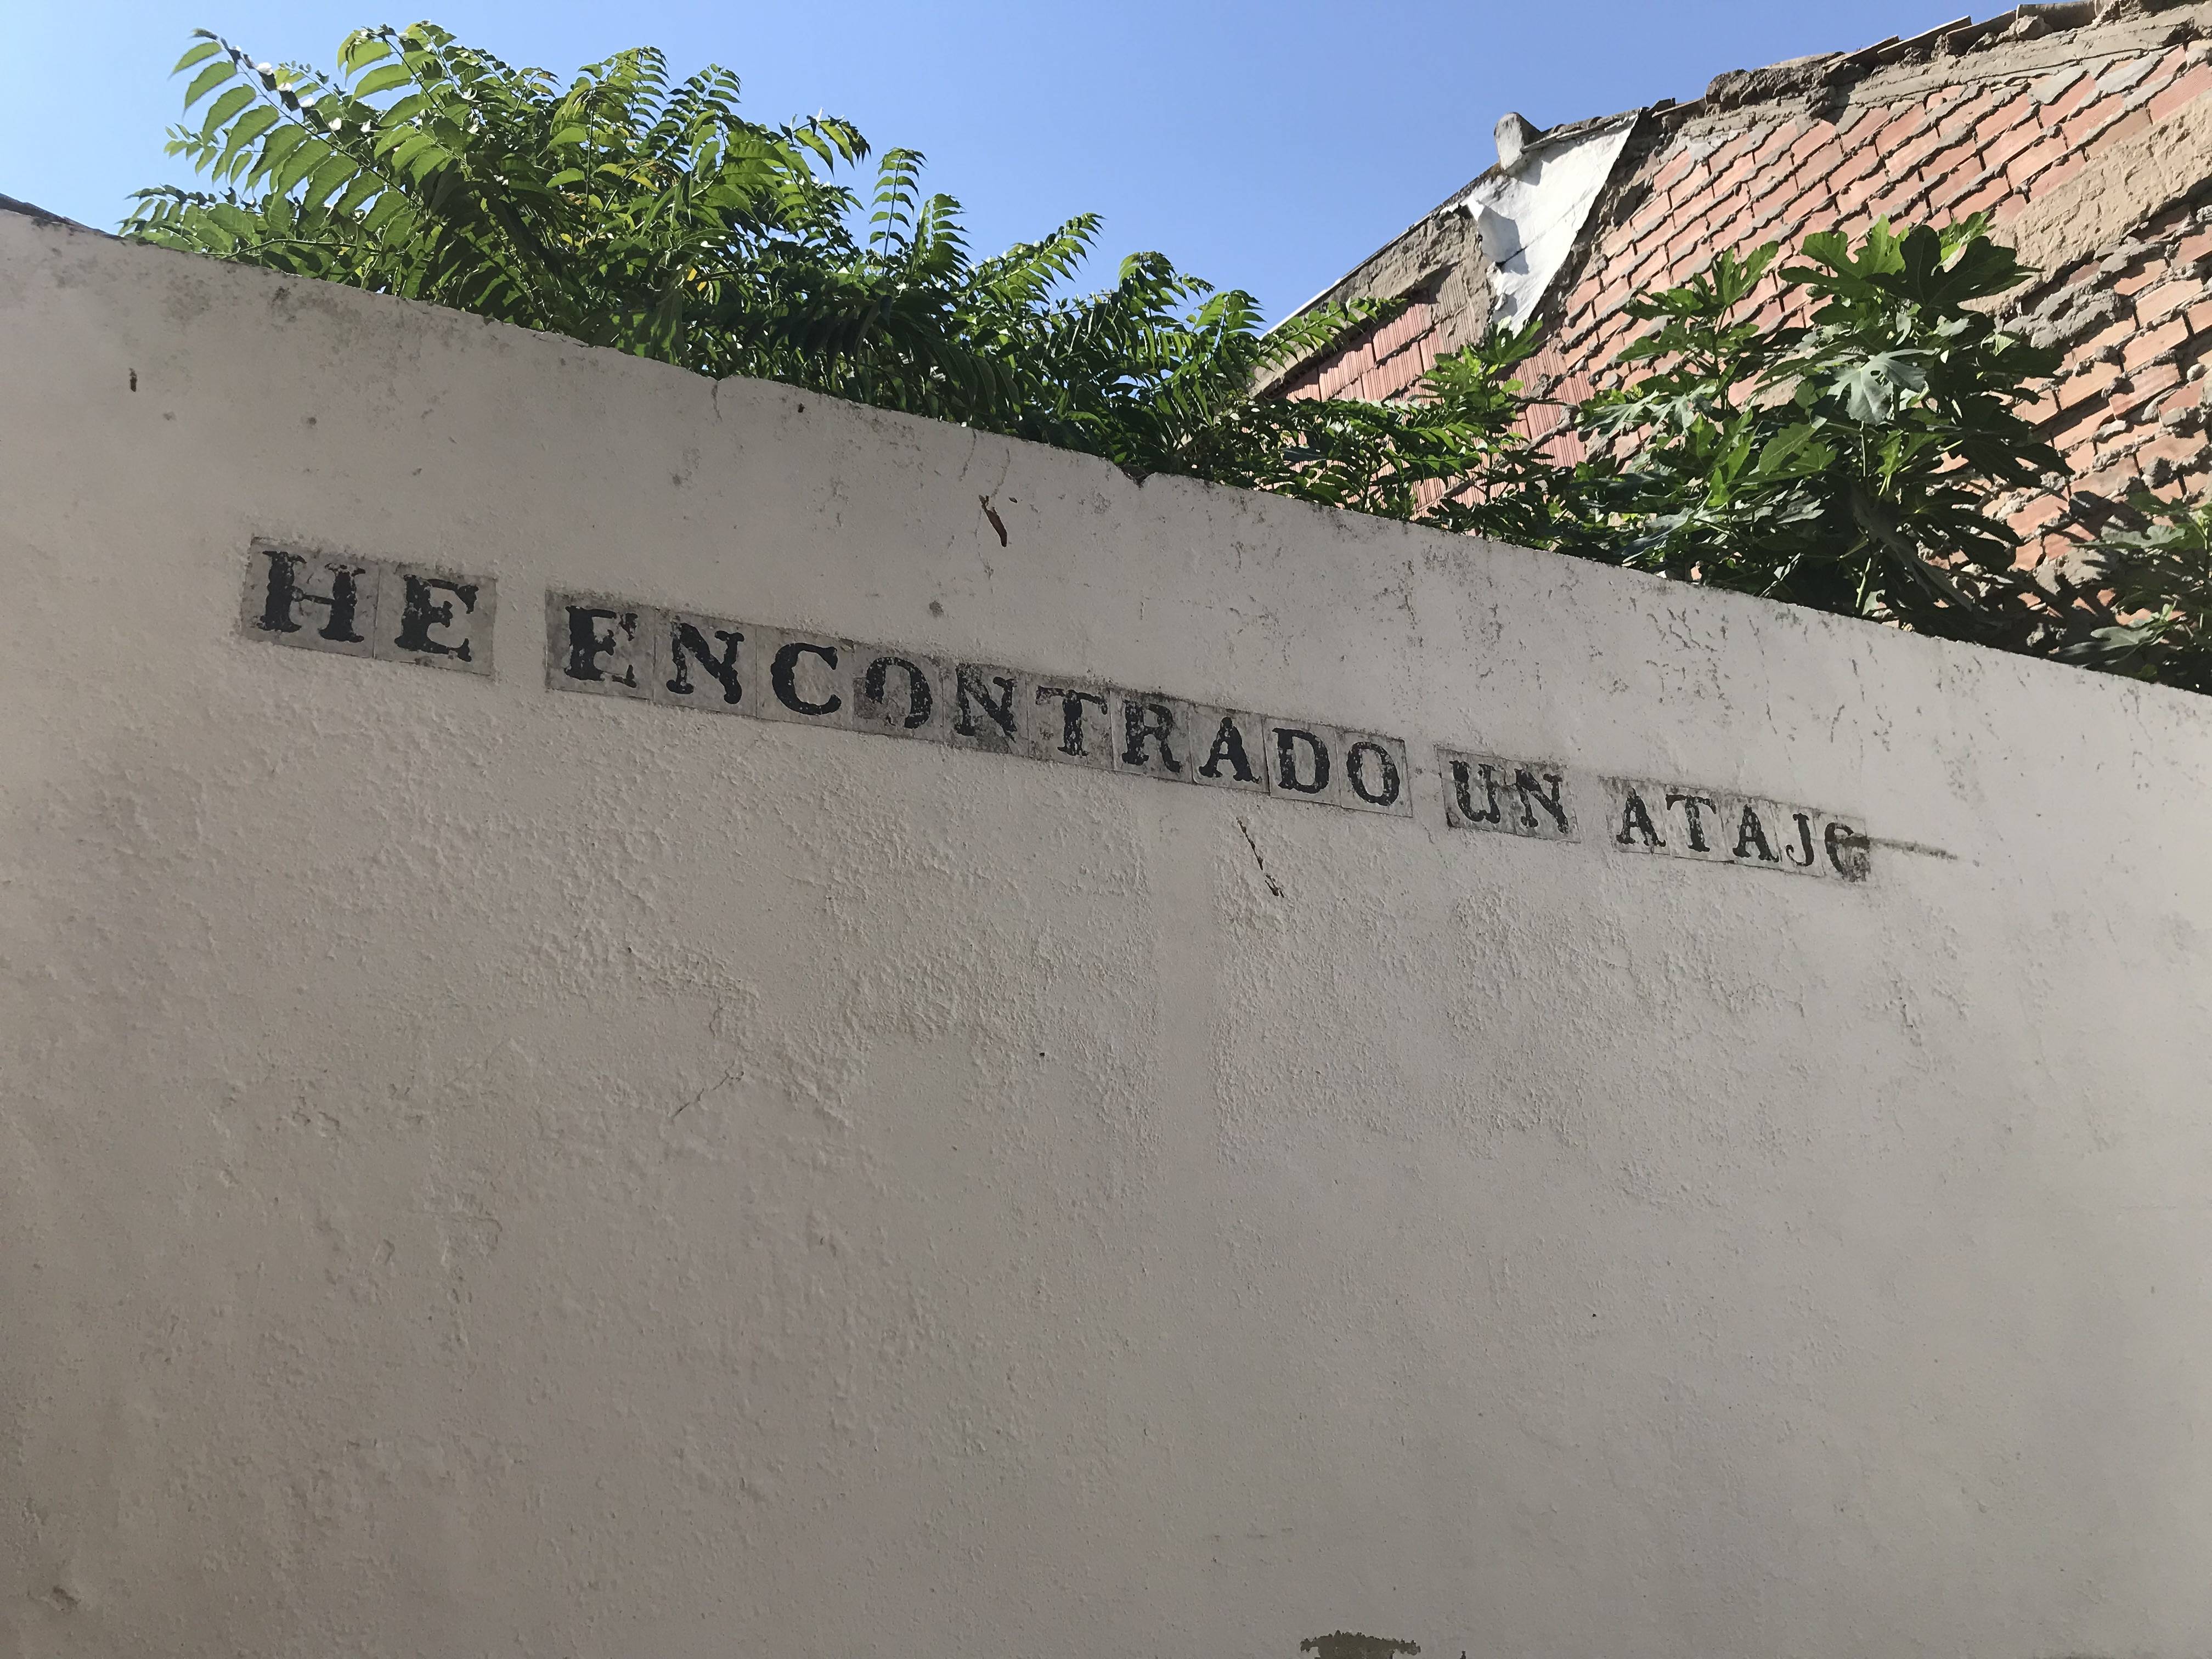 HE ENCONTRADO UN ATAJO